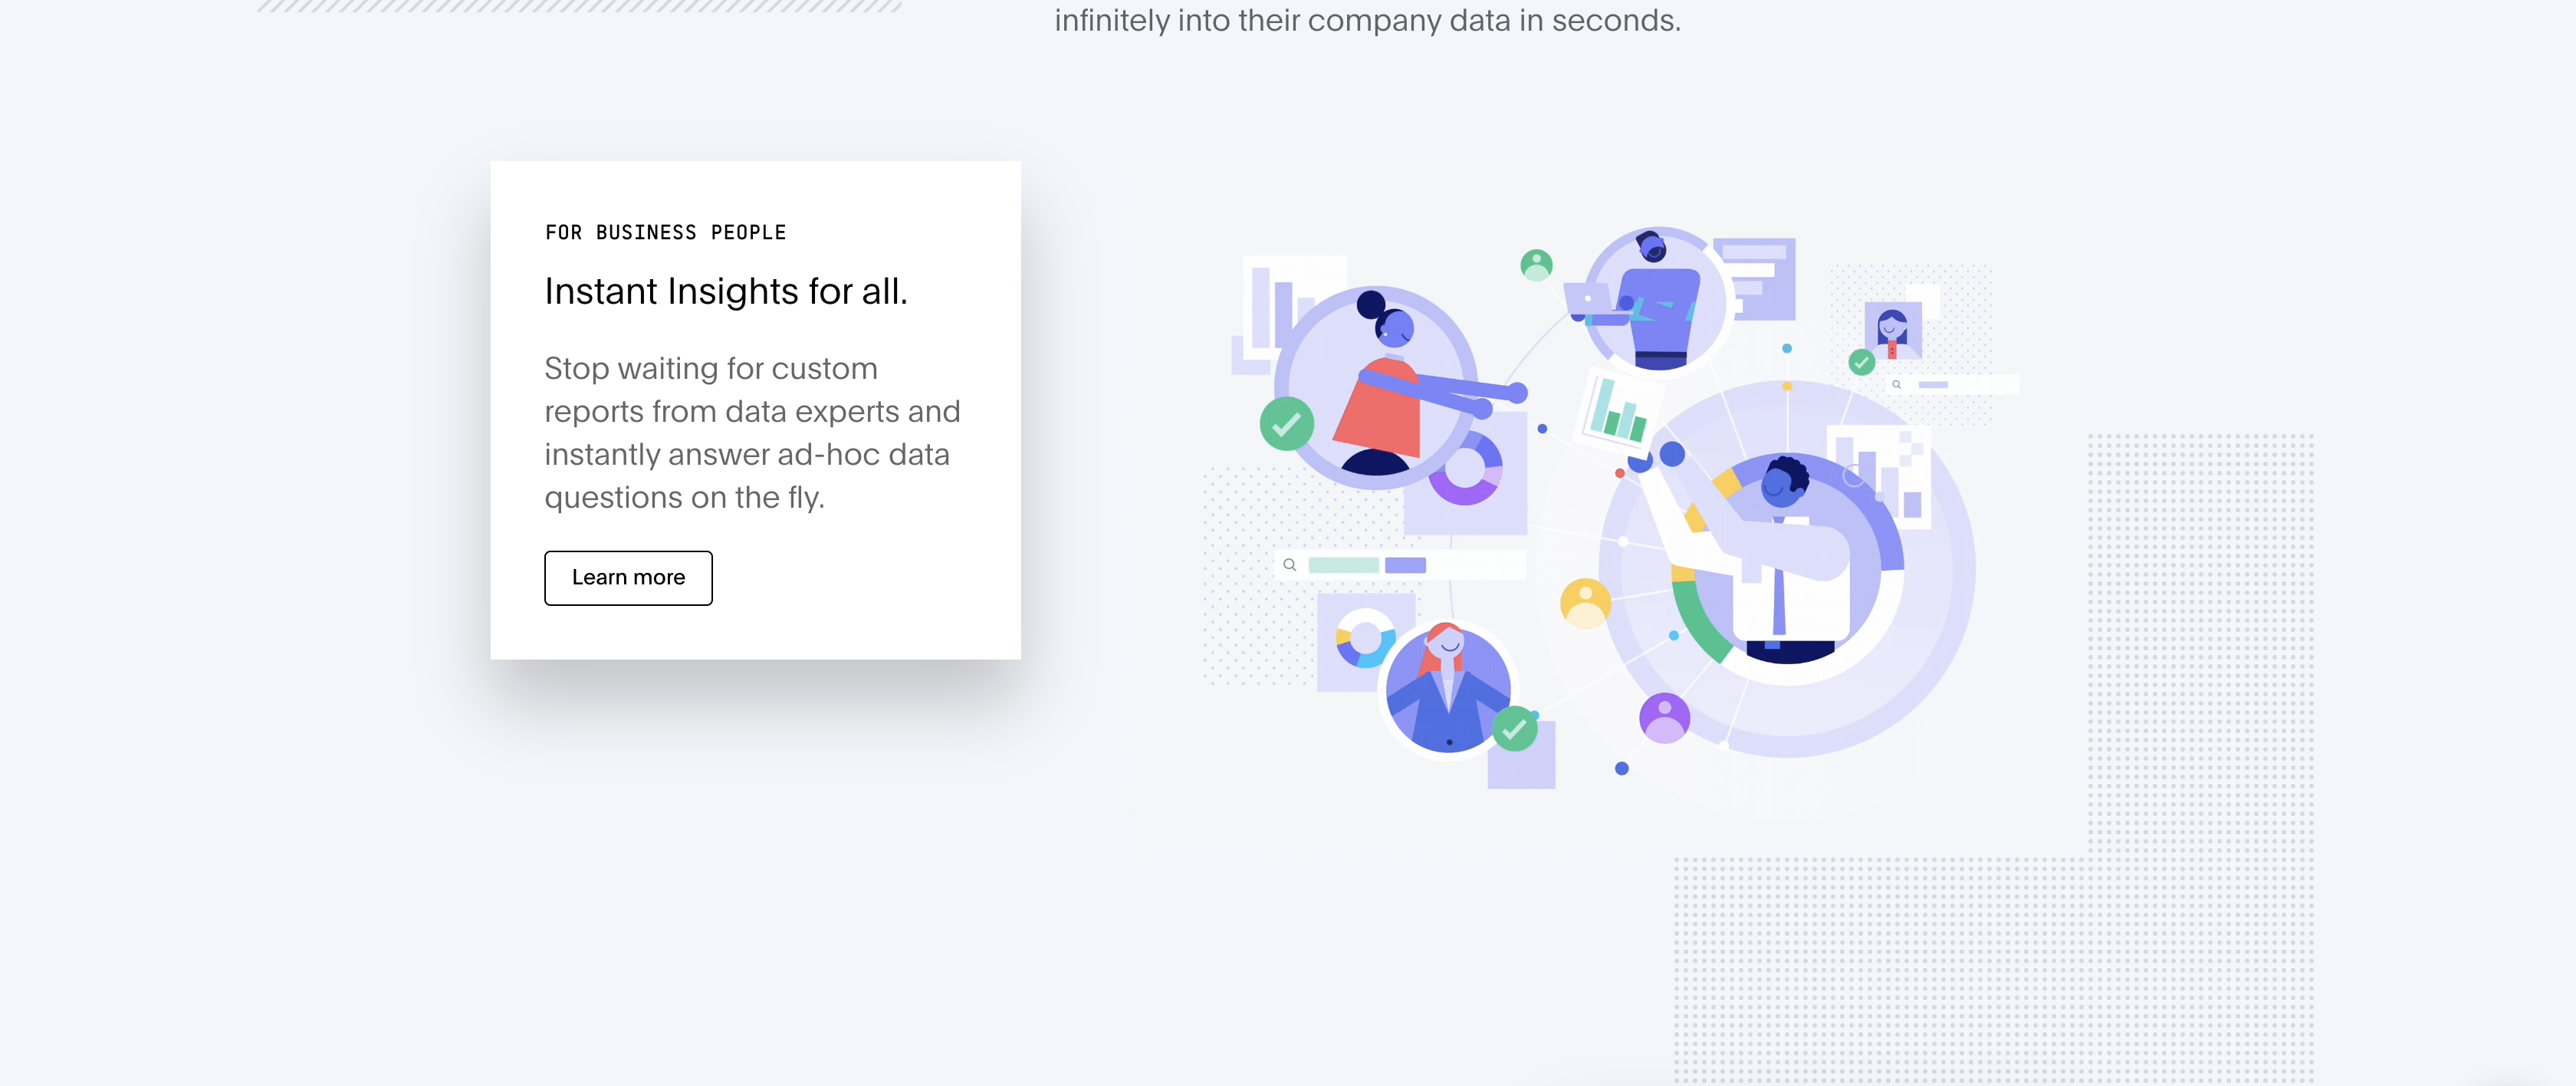 infinitely into their company data in seconds.
FOR BUSINESS PEOPLE
Instant Insights for all.
Stop waiting for custom
reports from data experts and
instantly answer ad-hoc data
questions on the fly.
Learn more